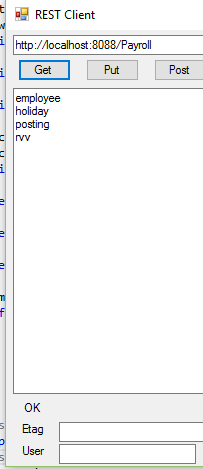 REST Client
http://localhost:8088/Payroll
Get Put Post
employee
holiday
posting
rvv
OK
Etag
User